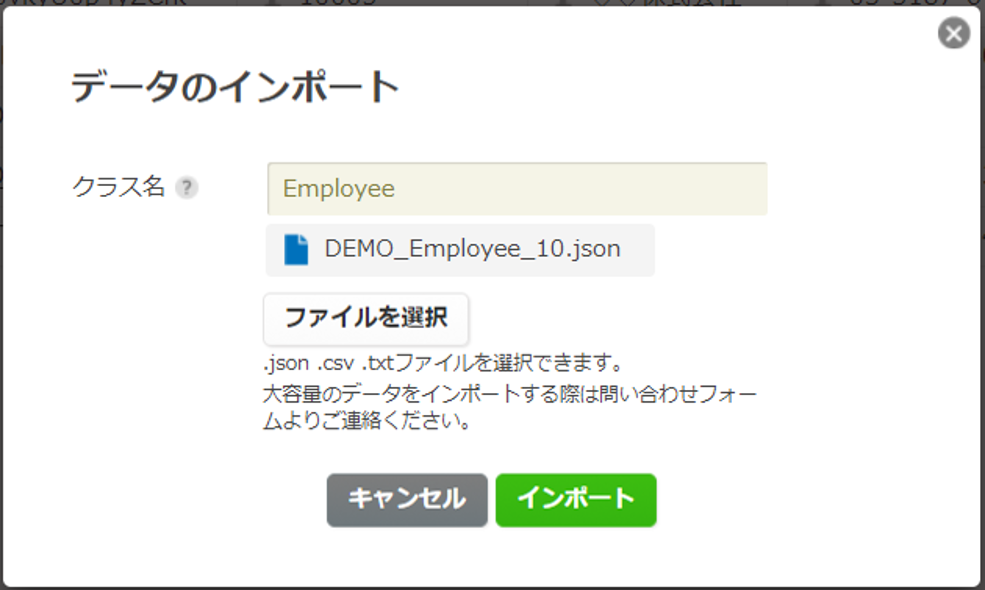 データのインポート
クラス名 ?
Employee
DEMO_Employee_10.json
ファイルを選択
.json .csv .txtファイルを選択できます。
大容量のデータをインポートする際は問い合わせフォー
ムよりご連絡ください。
キャンセル インポート